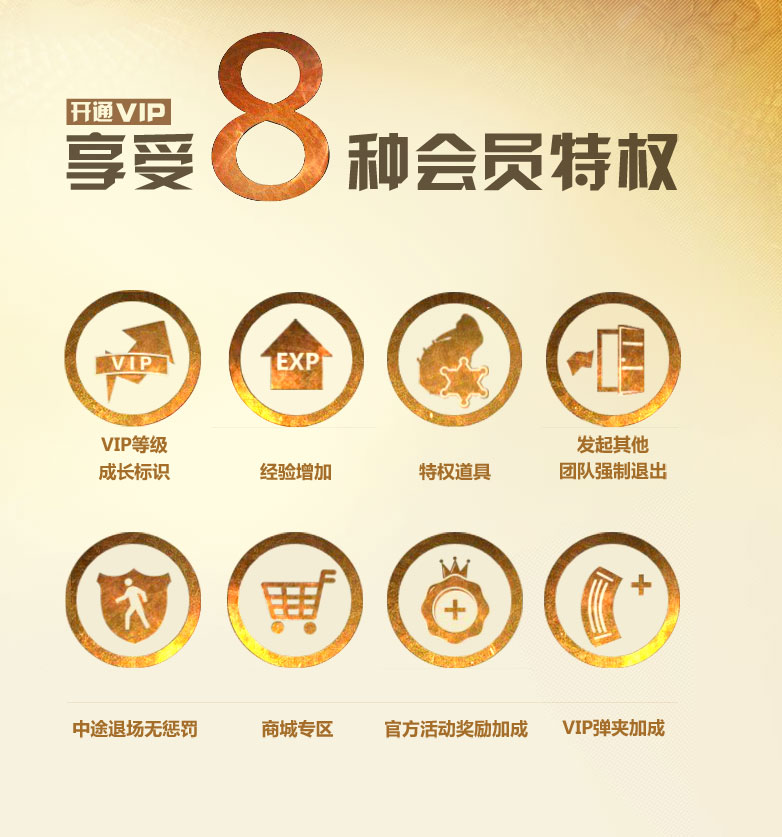 开通VIP
享受8种会员特权
VIP
EXP
VIP等级
成长标识
经验增加
特权道具
发起其他
团队强制退出
中途退场无惩罚
商城专区
官方活动奖励加成
VIP弹夹加成